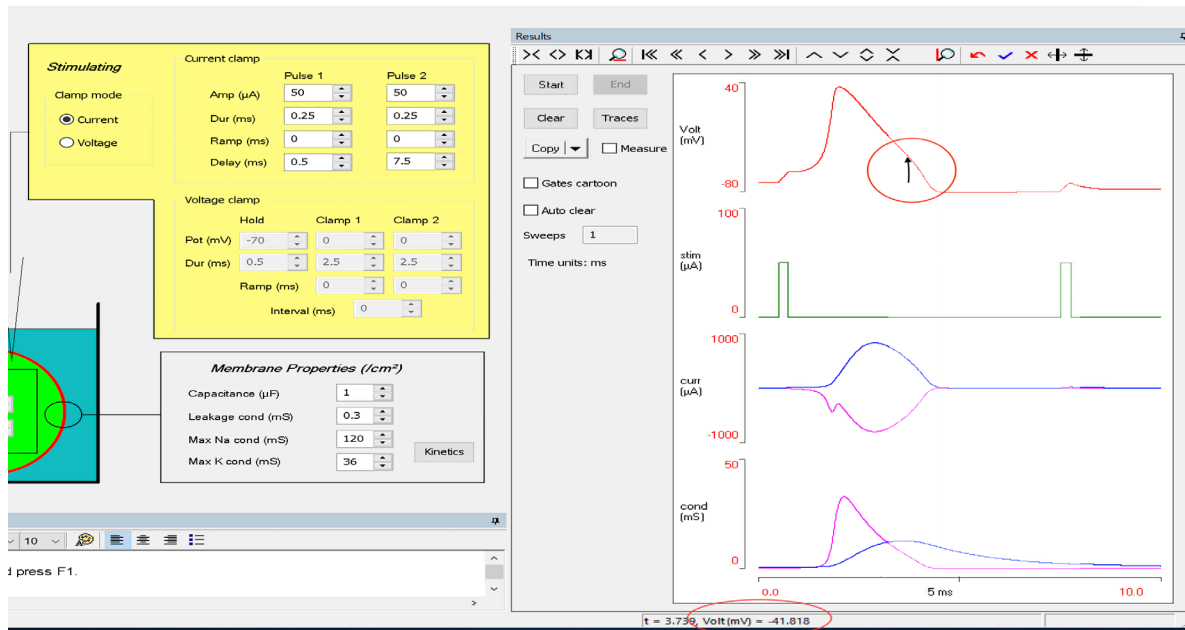 Results
Stimulating
Clamp mode
Current
Voltage
Current clamp
Pulse 1 Pulse 2
Amp (µA) 50 50
Dur (ms) 0.25 0.25
Ramp (ms) 0 0
Delay (ms) 0.5 7.5
Voltage clamp
Hold Clamp 1 Clamp 2
Pot (mV) -70 0 0
Dur (ms) 0.5 2.5 2.5
Ramp (ms) 0 0
Interval (ms) 0
Membrane Properties (/cm²)
Capacitance (µF) 1
Leakage cond (mS) 0.3
Max Na cond (mS) 120
Max K cond (mS) 36
Kinetics
10
press F1.
Start End
Clear Traces
Copy Measure
Gates cartoon
Auto clear
Sweeps 1
Time units: ms
40
Volt
(mV)
-80
100
stim
(µA)
0
1000
curr
(µA)
-1000
50
cond
(mS)
0
0.0 5 ms 10.0
t = 3.739, Volt(mV) = -41.818